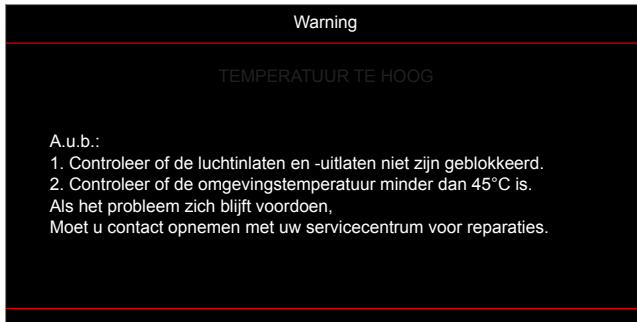 Warning
TEMPERATUUR TE HOOG
A.u.b.:
1. Controleer of de luchtinlaten en -uitlaten niet zijn geblokkeerd.
2. Controleer of de omgevingstemperatuur minder dan 45°C is.
Als het probleem zich blijft voordoen,
Moet u contact opnemen met uw servicecentrum voor reparaties.